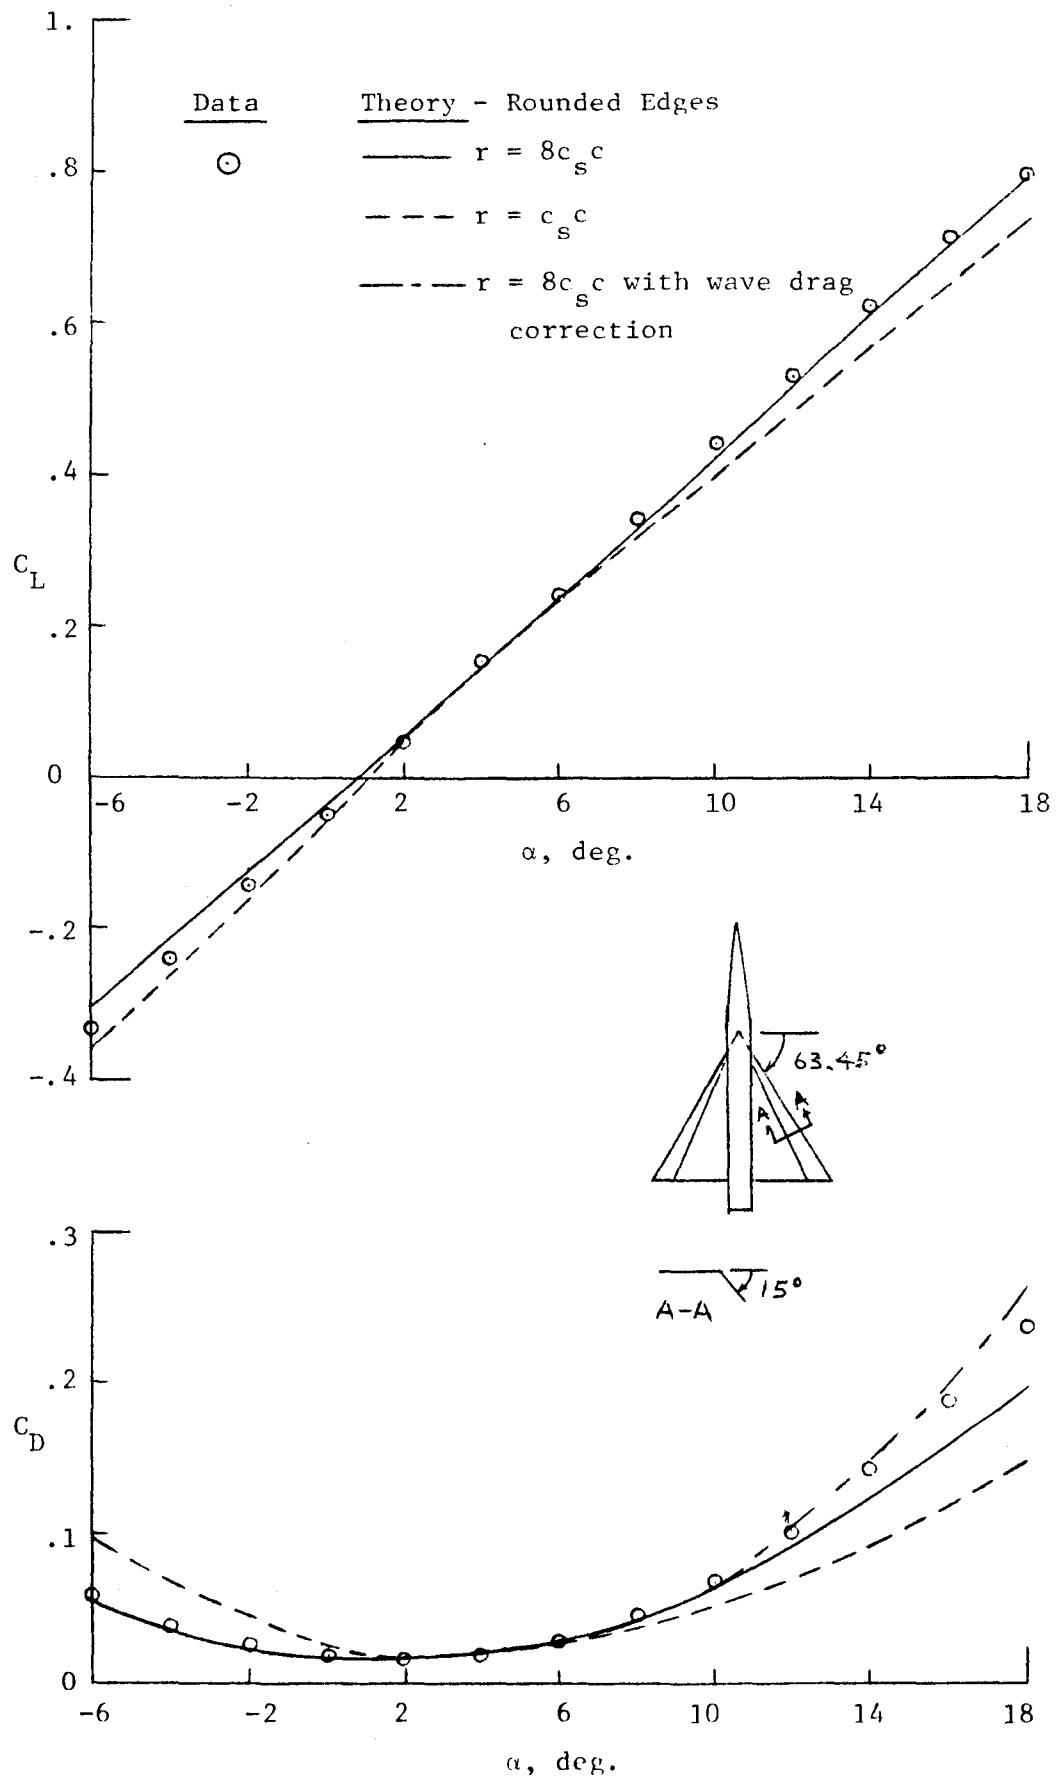 1.
Data Theory - Rounded Edges
r = 8c_s c
.8
r = c_s c
r = 8c_s c with wave drag
correction
.6
.4
C_L
.2
0
-6 -2 2 6 10 14 18
α, deg.
-.2
63.45°
-.4
A A
.3
15°
A-A
.2
C_D
.1
0
-6 -2 2 6 10 14 18
α, deg.